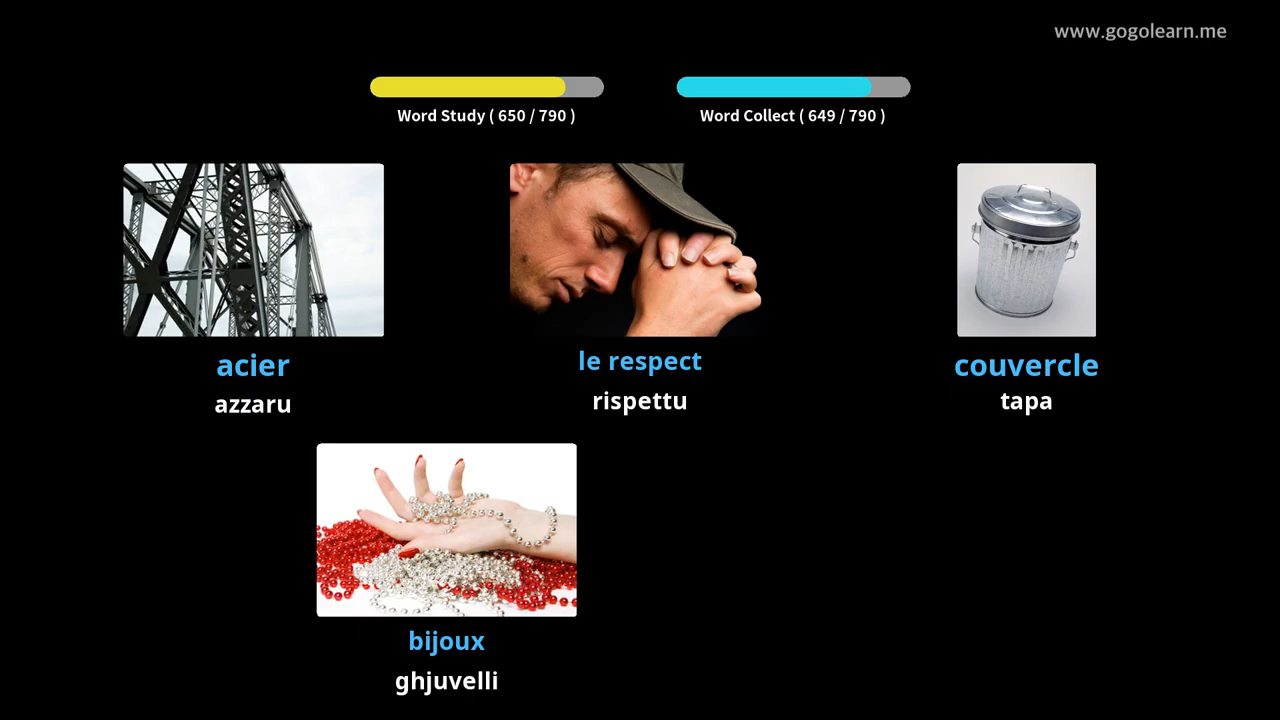 www.gogolearn.me
Word Study ( 650 / 790 )
Word Collect ( 649 / 790 )
acier
azzaru
le respect
rispettu
couvercle
tapa
bijoux
ghjuvelli